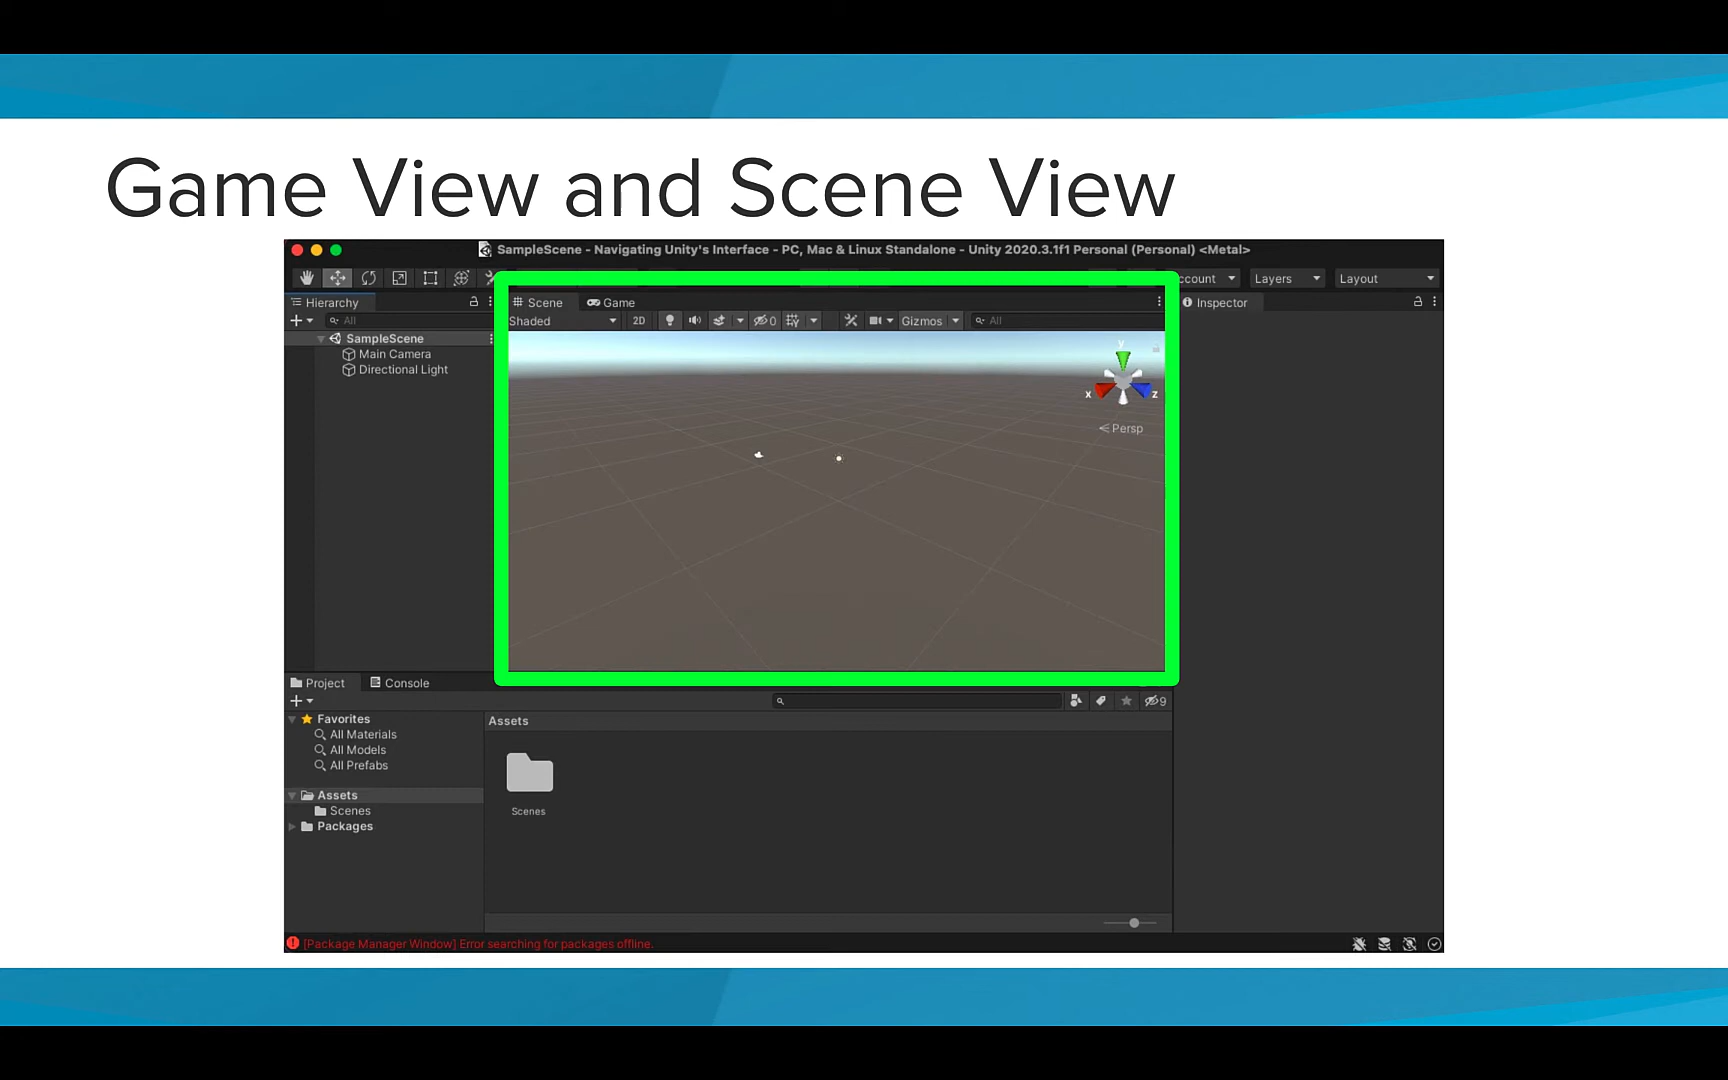 Game View and Scene View
SampleScene - Navigating Unity's Interface - PC, Mac & Linux Standalone - Unity 2020.3.1f1 Personal (Personal) <Metal>
ccount Layers Layout
Hierarchy
Scene Game
Inspector
All
Shaded 2D 0 Gizmos All
SampleScene
Main Camera
Directional Light
y
x z
Persp
Project Console
9
Favorites
All Materials
All Models
All Prefabs
Assets
Scenes
Packages
Assets
Scenes
[Package Manager Window] Error searching for packages offline.